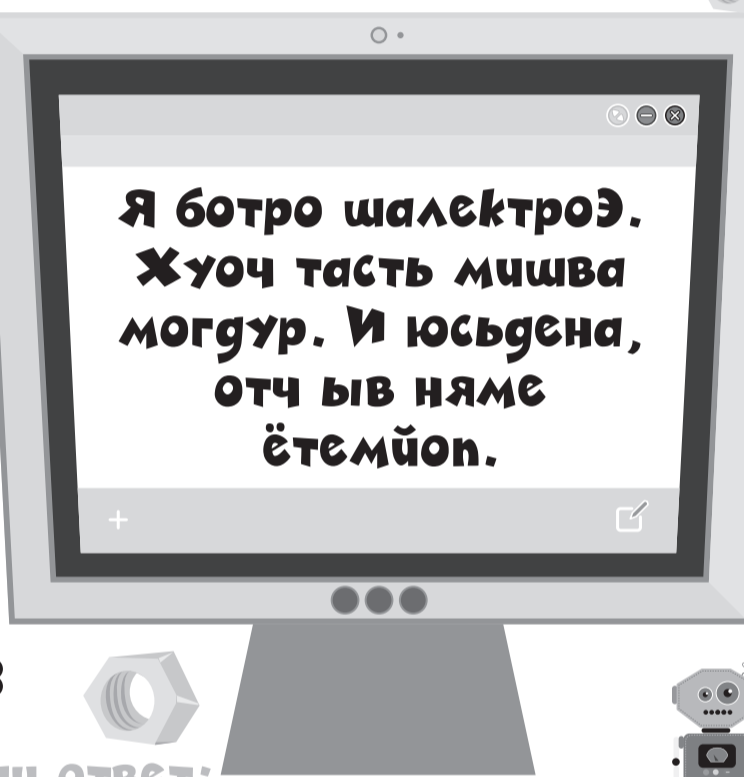 Я ботро шалектроЭ.
Хуоч тасть мишва
могдур. И юсьдена,
отч ыв няме
ётемйоп.